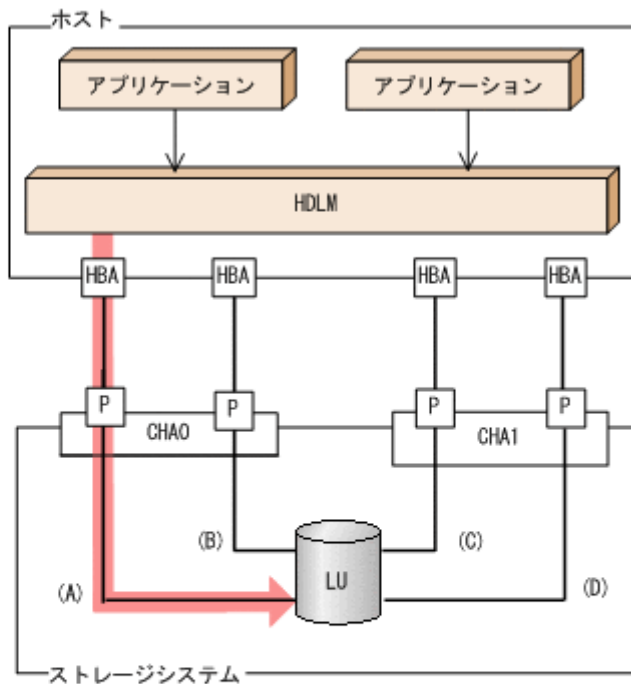 ホスト
アプリケーション
アプリケーション
HDLM
HBA
HBA
HBA
HBA
P
P
P
P
CHA0
CHA1
(B)
(C)
(A)
LU
(D)
ストレージシステム